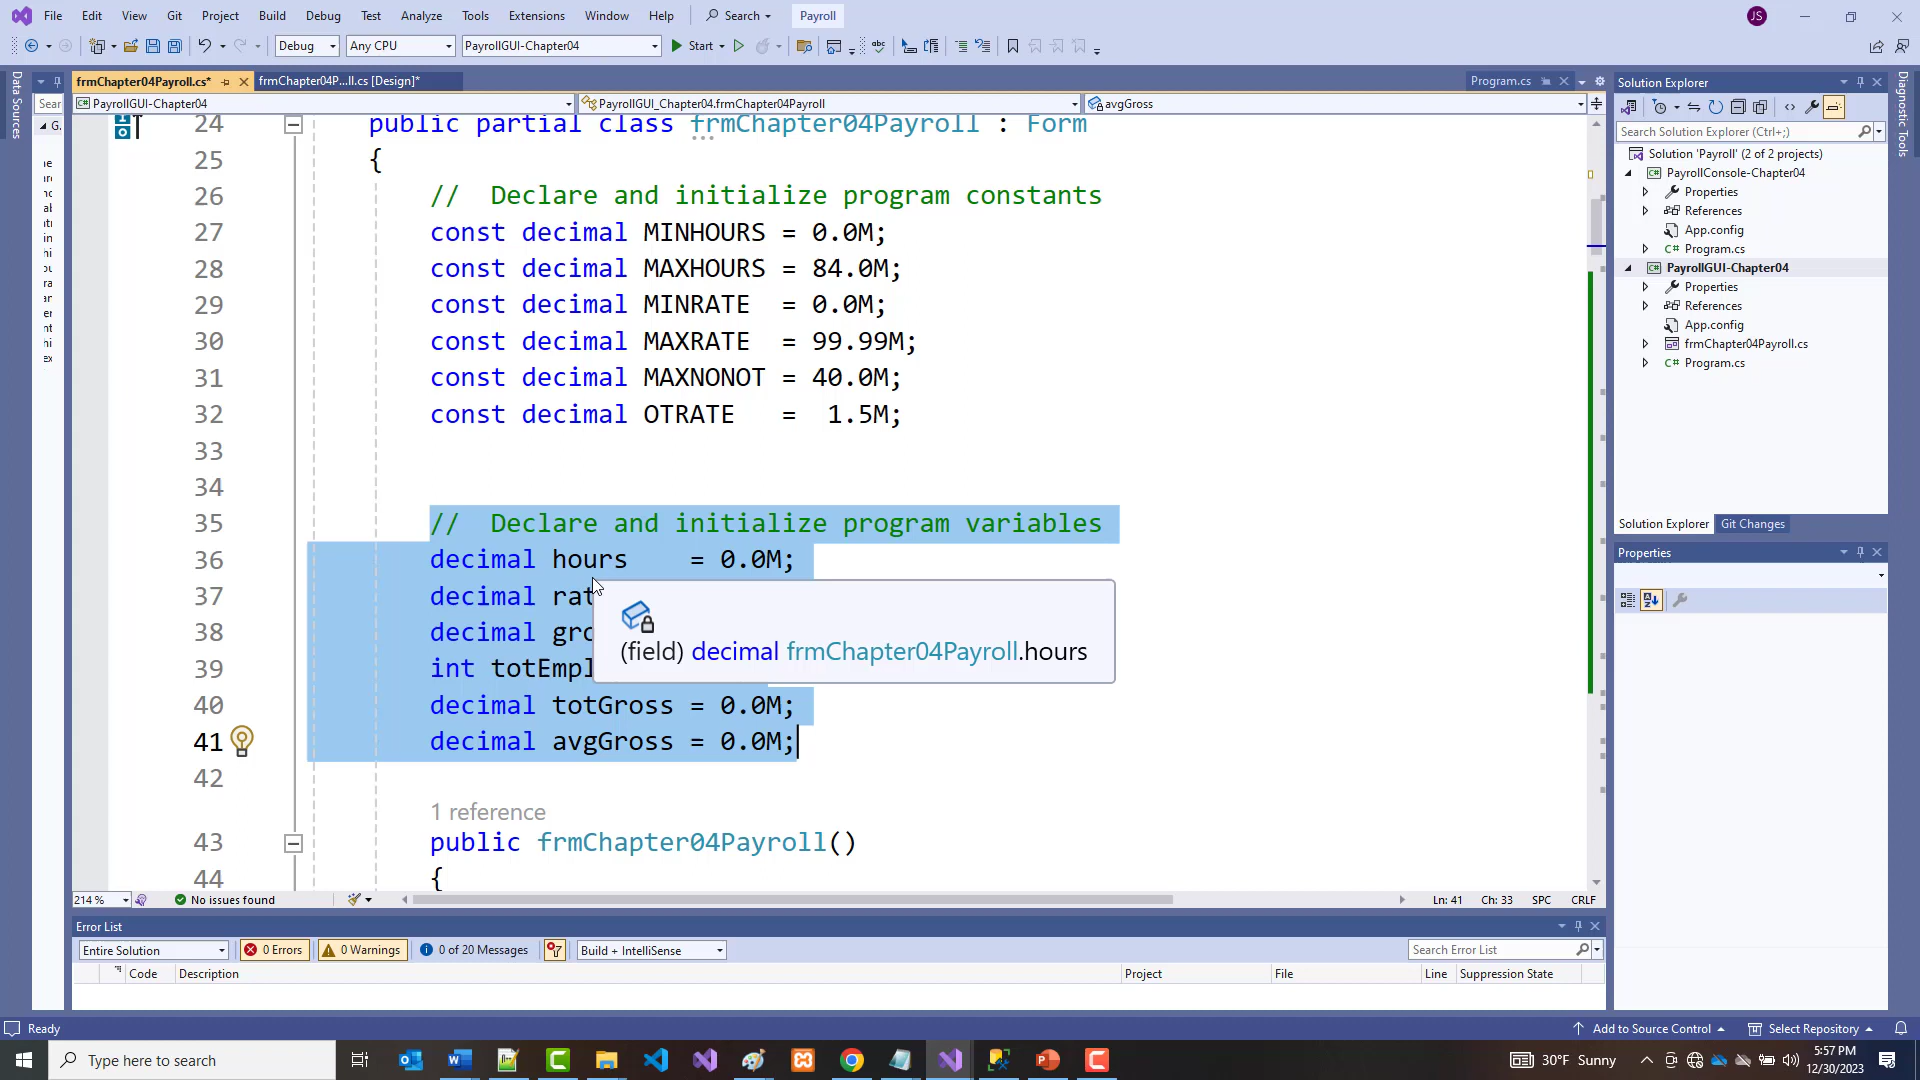 File Edit View Git Project Build Debug Test Analyze Tools Extensions Window Help Search Payroll JS
Debug Any CPU PayrollGUI-Chapter04 Start
Data Sources
frmChapter04Payroll.cs* frmChapter04P...ll.cs [Design]* Program.cs
PayrollGUI-Chapter04 PayrollGUI_Chapter04.frmChapter04Payroll avgGross
Sear
G.
24 public partial class frmChapter04Payroll : Form
25 {
26 // Declare and initialize program constants
27 const decimal MINHOURS = 0.0M;
28 const decimal MAXHOURS = 84.0M;
29 const decimal MINRATE = 0.0M;
30 const decimal MAXRATE = 99.99M;
31 const decimal MAXNONOT = 40.0M;
32 const decimal OTRATE = 1.5M;
33
34
35 // Declare and initialize program variables
36 decimal hours = 0.0M;
37 decimal rat
38 decimal gro
39 int totEmpl
40 decimal totGross = 0.0M;
41 decimal avgGross = 0.0M;
42
(field) decimal frmChapter04Payroll.hours
1 reference
43 public frmChapter04Payroll()
44 {
214 % No issues found Ln: 41 Ch: 33 SPC CRLF
Error List
Entire Solution 0 Errors 0 Warnings 0 of 20 Messages Build + IntelliSense Search Error List
Code Description Project File Line Suppression State
Solution Explorer
Search Solution Explorer (Ctrl+;)
Solution 'Payroll' (2 of 2 projects)
PayrollConsole-Chapter04
Properties
References
App.config
C# Program.cs
PayrollGUI-Chapter04
Properties
References
App.config
frmChapter04Payroll.cs
C# Program.cs
Solution Explorer Git Changes
Properties
Diagnostic Tools
Ready Add to Source Control Select Repository
Type here to search 30°F Sunny 5:57 PM
12/30/2023